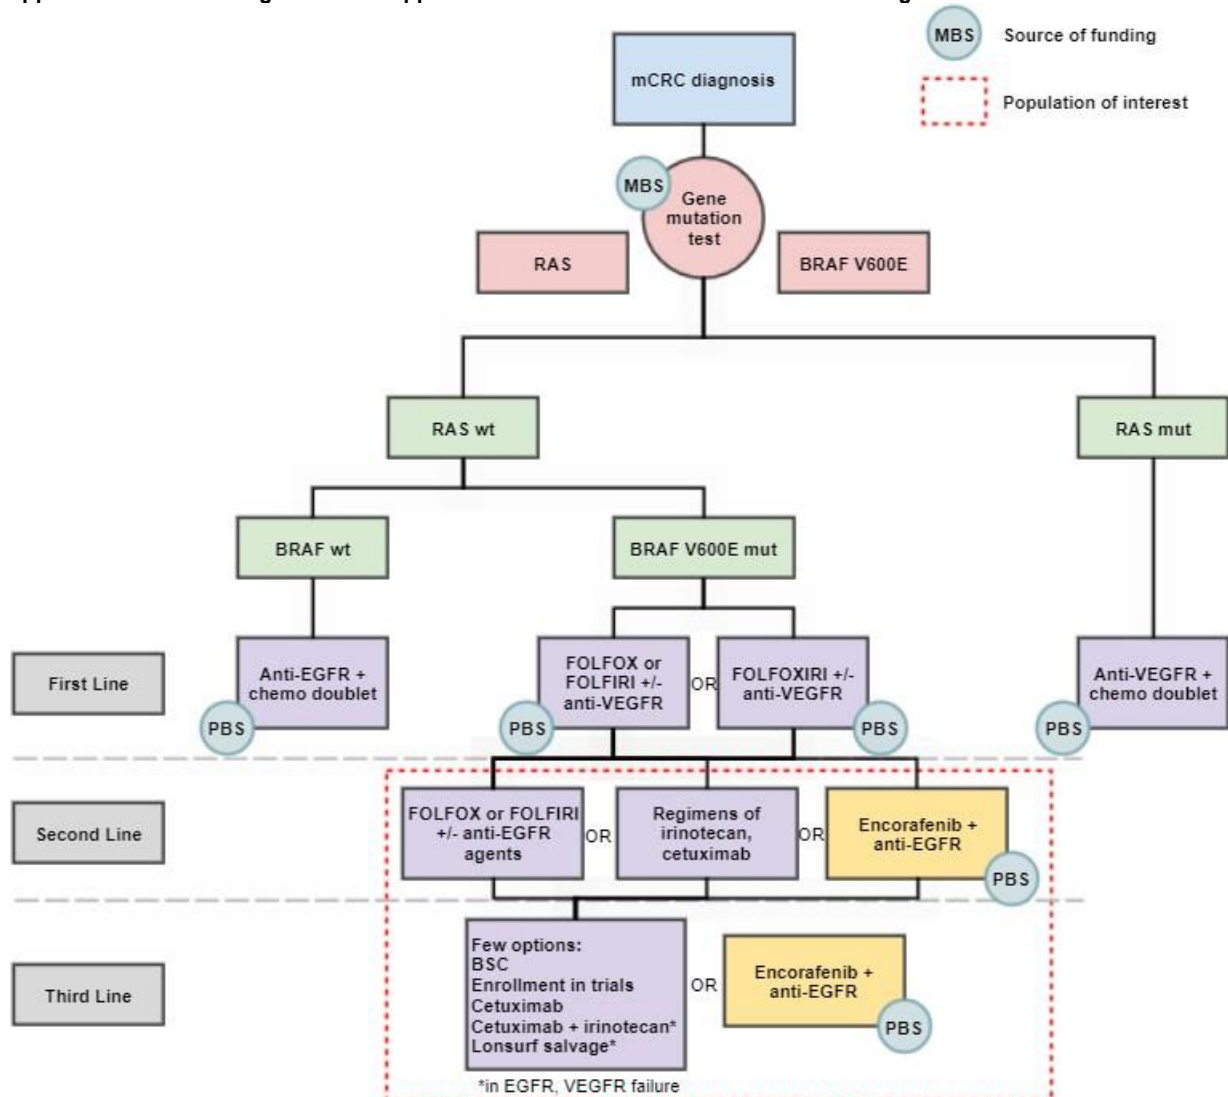 MBS
Source of funding
Population of interest
mCRC diagnosis
MBS
Gene
mutation
test
RAS
BRAF V600E
RAS wt
RAS mut
BRAF wt
BRAF V600E mut
First Line
Anti-EGFR +
chemo doublet
PBS
FOLFOX or
FOLFIRI +/-
anti-VEGFR
PBS
OR
FOLFOXIRI +/-
anti-VEGFR
PBS
Anti-VEGFR +
chemo doublet
PBS
Second Line
FOLFOX or FOLFIRI
+/- anti-EGFR
agents
OR
Regimens of
irinotecan,
cetuximab
OR
Encorafenib +
anti-EGFR
PBS
Third Line
Few options:
BSC
Enrollment in trials
Cetuximab
Cetuximab + irinotecan*
Lonsurf salvage*
OR
Encorafenib +
anti-EGFR
PBS
*in EGFR, VEGFR failure